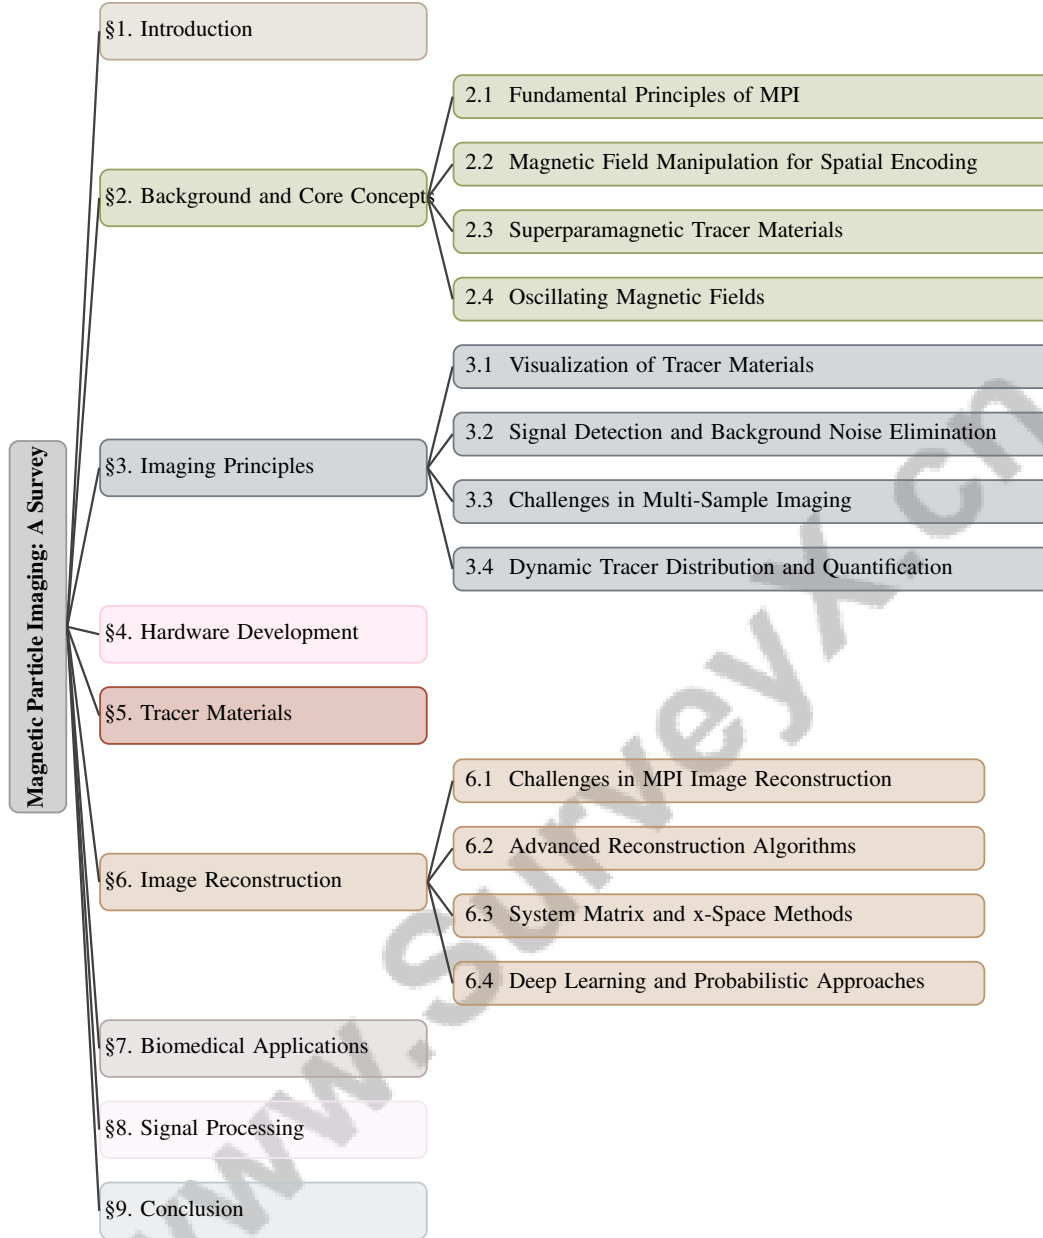 Magnetic Particle Imaging: A Survey
§1. Introduction
§2. Background and Core Concepts
2.1 Fundamental Principles of MPI
2.2 Magnetic Field Manipulation for Spatial Encoding
2.3 Superparamagnetic Tracer Materials
2.4 Oscillating Magnetic Fields
§3. Imaging Principles
3.1 Visualization of Tracer Materials
3.2 Signal Detection and Background Noise Elimination
3.3 Challenges in Multi-Sample Imaging
3.4 Dynamic Tracer Distribution and Quantification
§4. Hardware Development
§5. Tracer Materials
§6. Image Reconstruction
6.1 Challenges in MPI Image Reconstruction
6.2 Advanced Reconstruction Algorithms
6.3 System Matrix and x-Space Methods
6.4 Deep Learning and Probabilistic Approaches
§7. Biomedical Applications
§8. Signal Processing
§9. Conclusion
www.SurveyX.cn